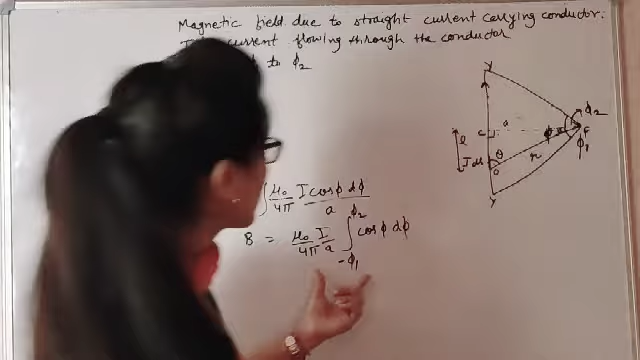 Magnetic field due to straight current carrying conductor.
current flowing through the conductor
to ϕ2
y
ϕ2
C
a
ϕ
P
ϕ1
l
Idl
θ
r
O
y
∫ μ0/4π I cosϕ dϕ/a
B = μ0/4π I/a ∫_{-ϕ1}^{ϕ2} cosϕ dϕ